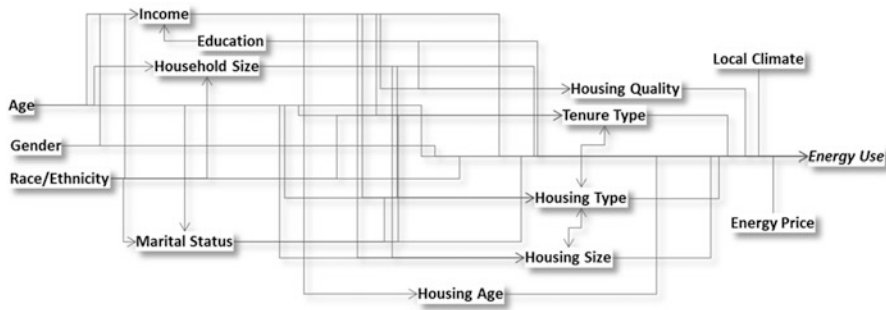 Income
Education
Local Climate
Household Size
Housing Quality
Age
Tenure Type
Gender
Energy Use
Race/Ethnicity
Housing Type
Energy Price
Marital Status
Housing Size
Housing Age